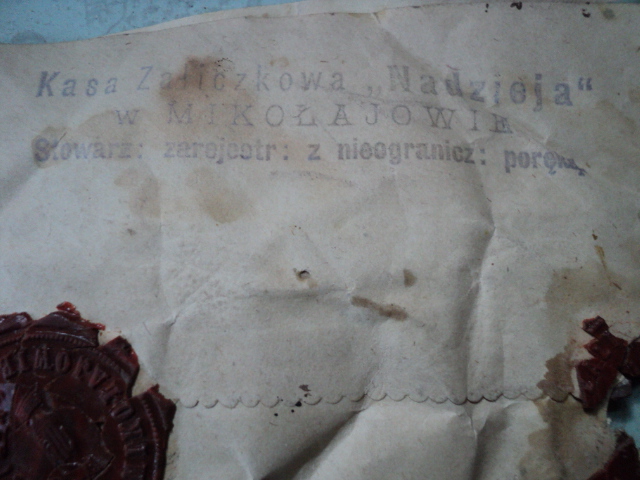 Kasa Zaliczkowa „Nadzieja“
w MIKOŁAJOWIE
Stowarz: zarejestr: z nieogranicz: poręką